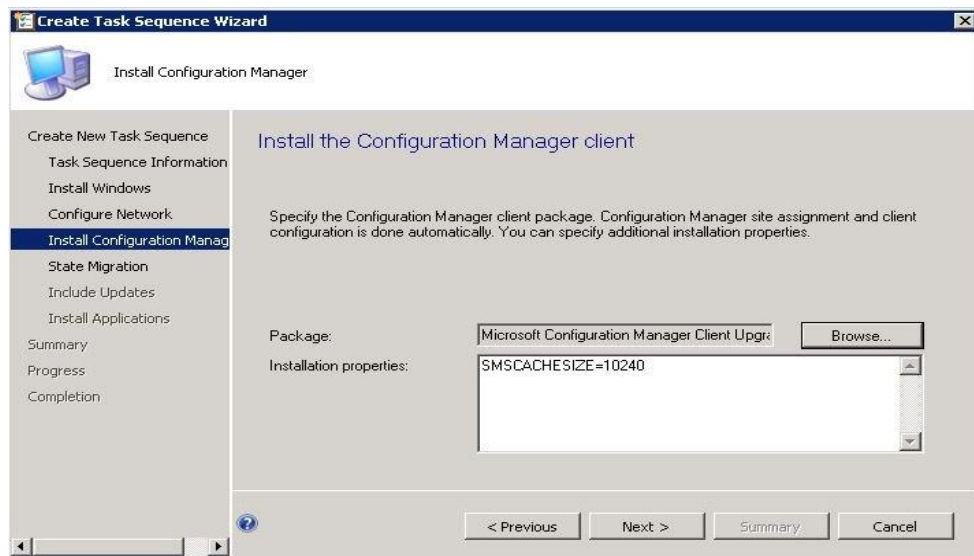 Create Task Sequence Wizard
Install Configuration Manager
Create New Task Sequence
Task Sequence Information
Install Windows
Configure Network
Install Configuration Manag
State Migration
Include Updates
Install Applications
Summary
Progress
Completion
Install the Configuration Manager client
Specify the Configuration Manager client package. Configuration Manager site assignment and client
configuration is done automatically. You can specify additional installation properties.
Package:
Microsoft Configuration Manager Client Upgra
Browse...
Installation properties:
SMSCACHESIZE=10240
< Previous
Next >
Summary
Cancel